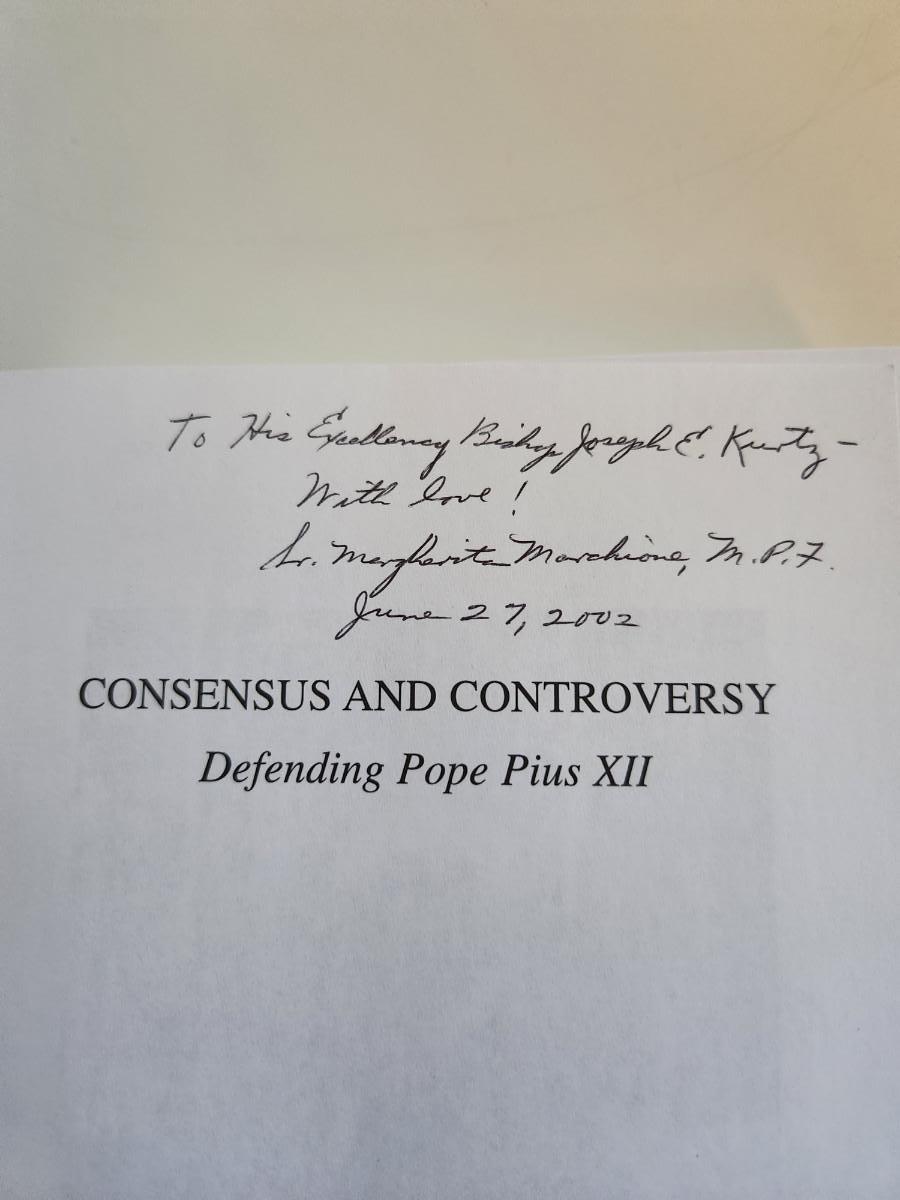 To His Excellency Bishop Joseph E. Kurtz –
With love!
Sr. Margherita Marchione, M.P.F.
June 27, 2002
CONSENSUS AND CONTROVERSY
Defending Pope Pius XII